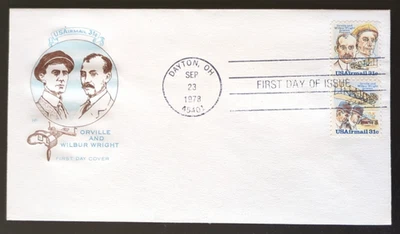 U.S. Airmail 31c
ORVILLE
AND
WILBUR WRIGHT
FIRST DAY COVER
DAYTON, OH
SEP
23
1978
45401
FIRST DAY OF ISSUE
USAirmail 31c
USAirmail 31c